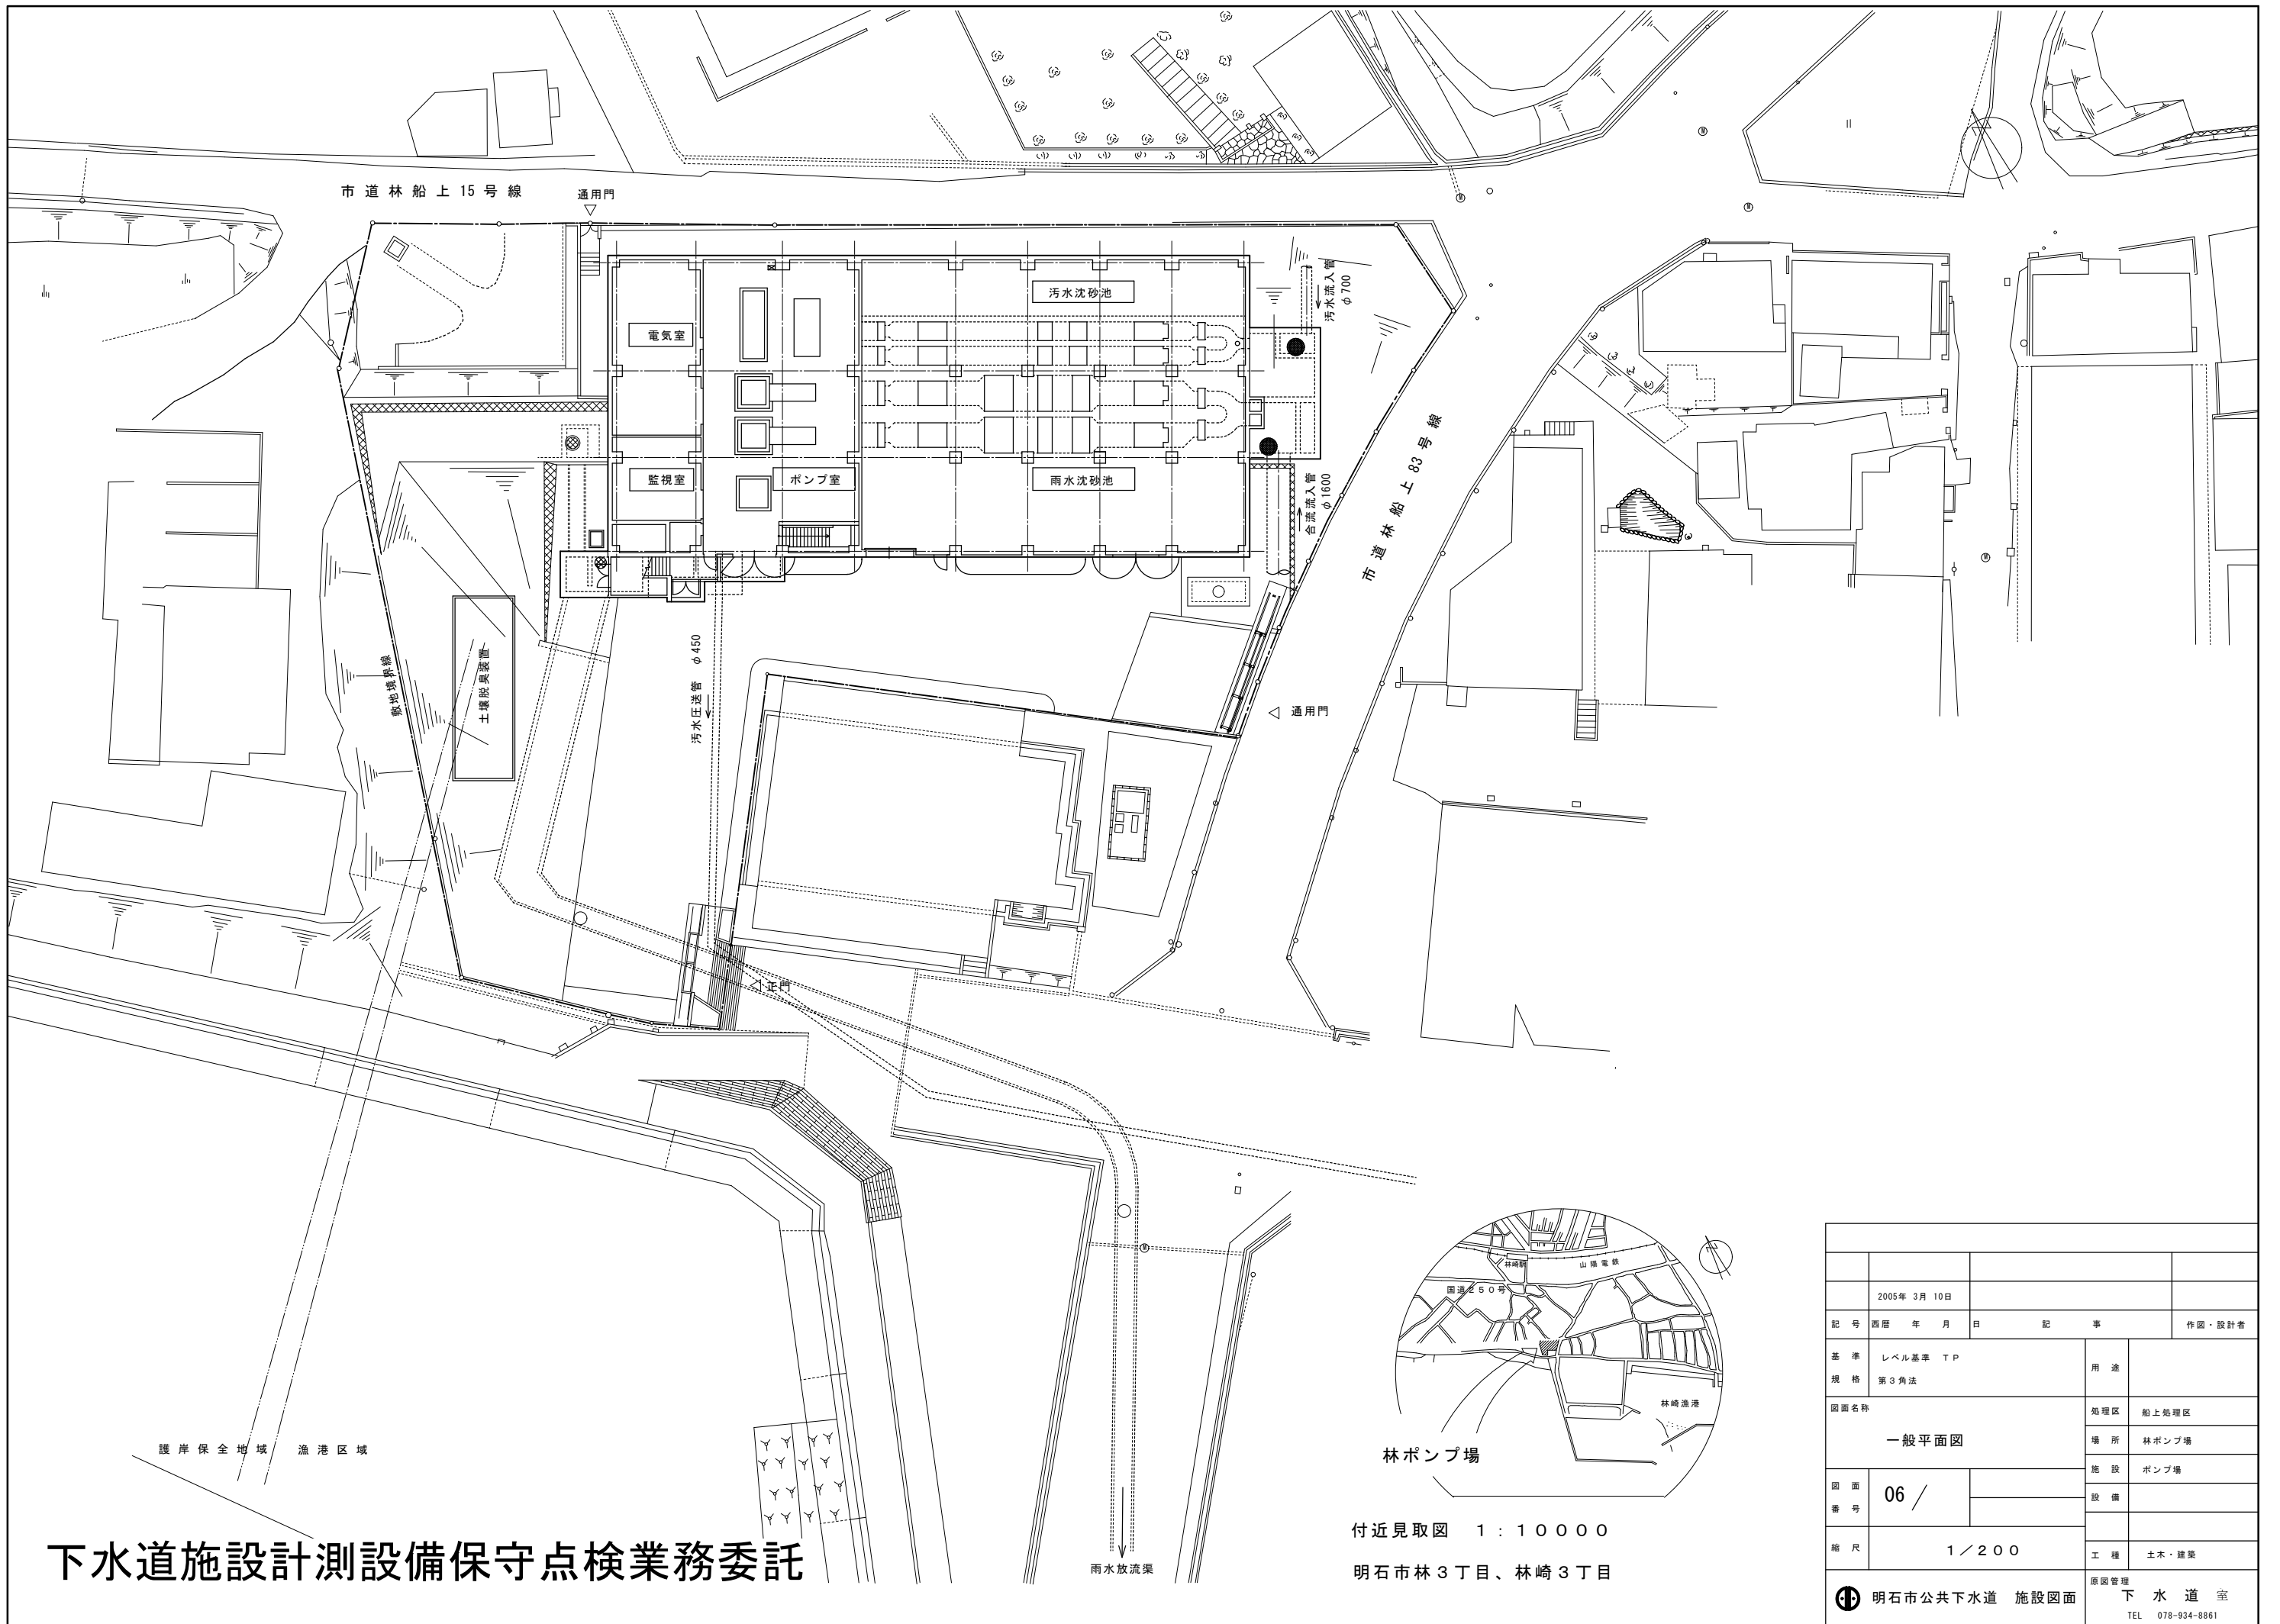 市道林船上15号線
通用門
汚水沈砂池
汚水流入管
φ700
電気室
監視室
ポンプ室
雨水沈砂池
合流流入管
φ1600
市道林船上83号線
敷地境界線
土壌脱臭装置
汚水圧送管 φ450
通用門
正門
護岸保全地域 漁港区域
雨水放流渠
下水道施設計測設備保守点検業務委託
林崎駅
山陽電鉄
国道250号
林崎漁港
林ポンプ場
付近見取図 1:10000
明石市林3丁目、林崎3丁目
2005年 3月 10日
記号 西暦 年 月 日 記事 作図・設計者
基準 レベル基準 TP
規格 第3角法
用途
図面名称
一般平面図
処理区 船上処理区
場所 林ポンプ場
施設 ポンプ場
図面番号 06/
設備
縮尺 1/200
工種 土木・建築
明石市公共下水道 施設図面
原図管理
下水道室
TEL 078-934-8861